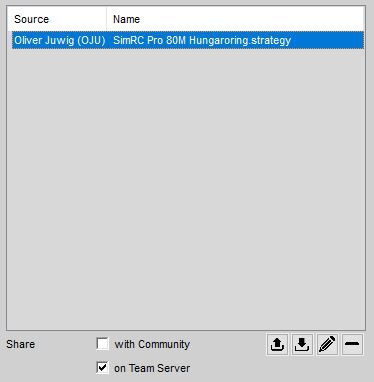 Source Name
Oliver Juwig (OJU) SimRC Pro 80M Hungaroring.strategy
Share with Community
on Team Server